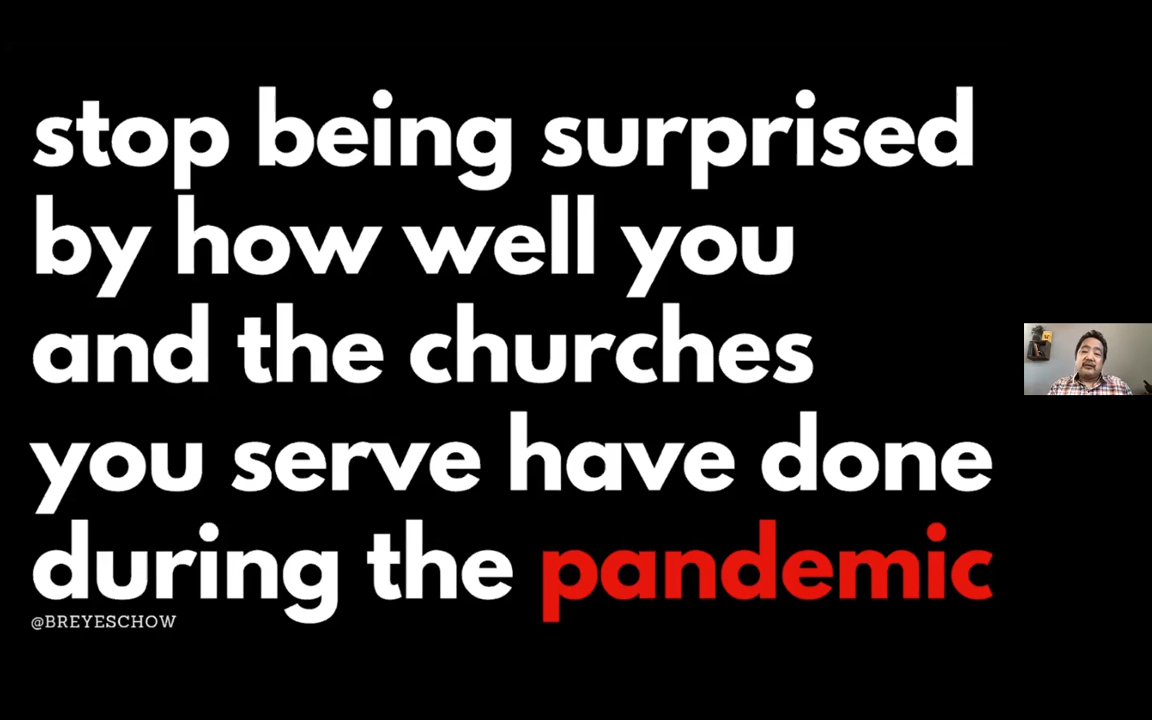 stop being surprised
by how well you
and the churches
you serve have done
during the pandemic
@BREYESCHOW